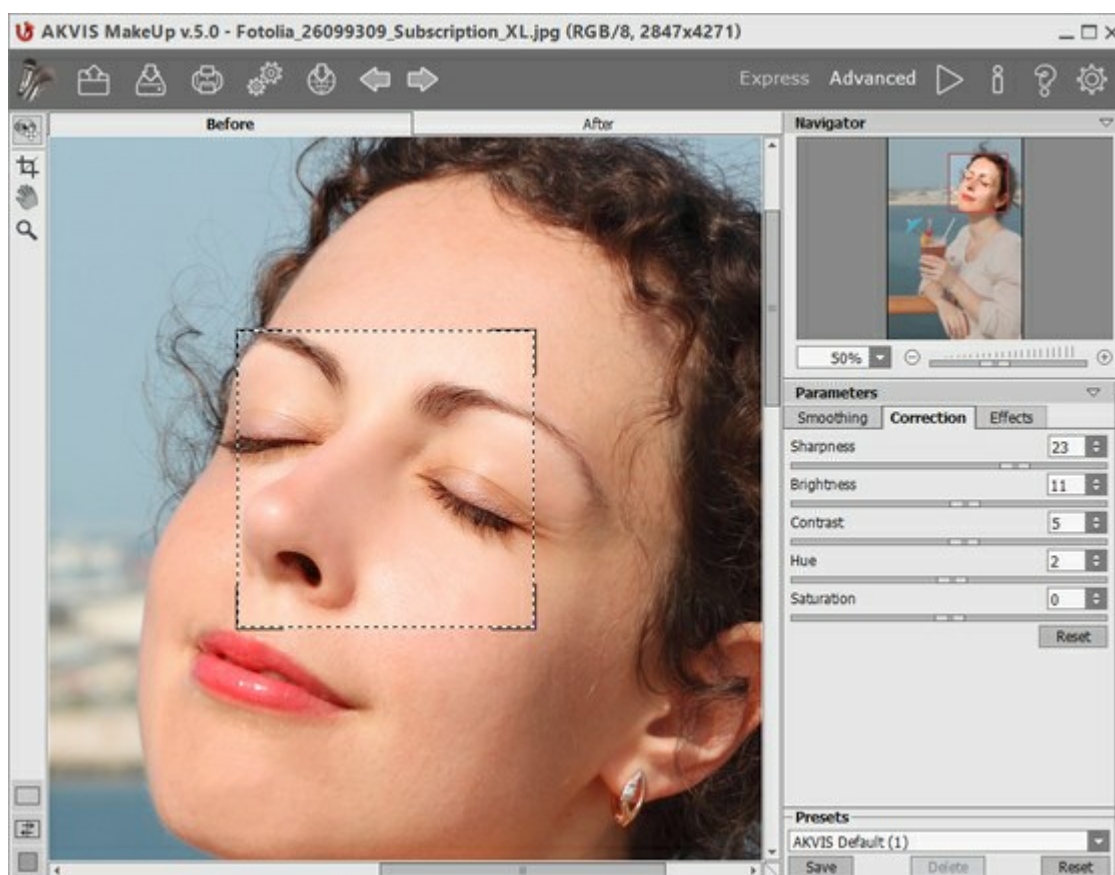 AKVIS MakeUp v.5.0 - Fotolia_26099309_Subscription_XL.jpg (RGB/8, 2847x4271)
Express Advanced
Before After
Navigator
50%
Parameters
Smoothing Correction Effects
Sharpness 23
Brightness 11
Contrast 5
Hue 2
Saturation 0
Reset
Presets
AKVIS Default (1)
Save Delete Reset